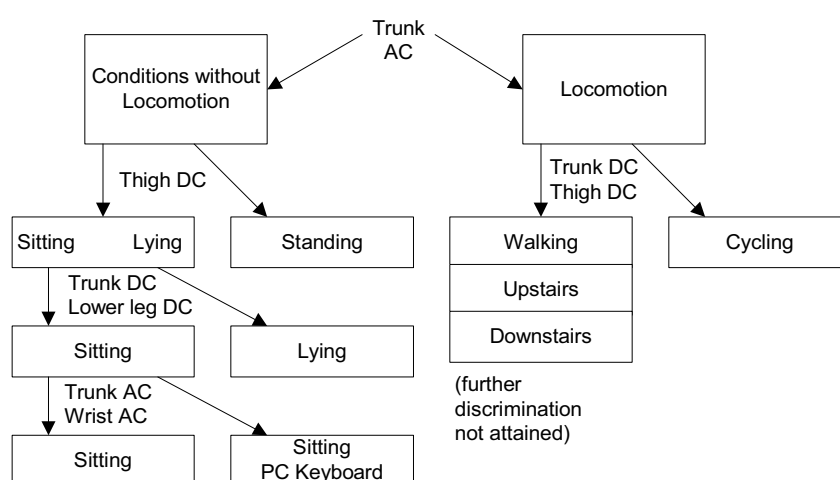 Trunk
AC
Conditions without
Locomotion
Locomotion
Thigh DC
Trunk DC
Thigh DC
Sitting Lying
Standing
Walking
Cycling
Upstairs
Downstairs
Trunk DC
Lower leg DC
Sitting
Lying
(further
discrimination
not attained)
Trunk AC
Wrist AC
Sitting
Sitting
PC Keyboard